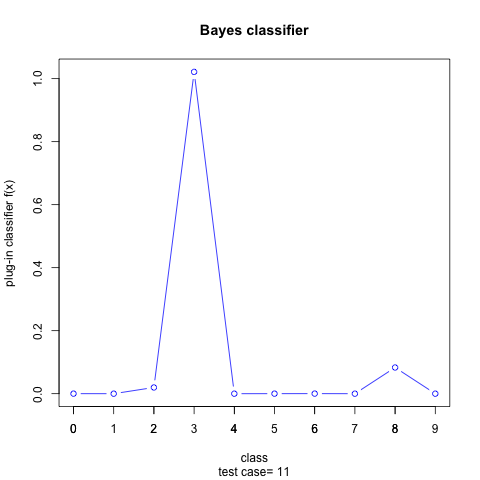 Bayes classifier
plug-in classifier f(x)
1.0
0.8
0.6
0.4
0.2
0.0
0 1 2 3 4 5 6 7 8 9
class
test case= 11